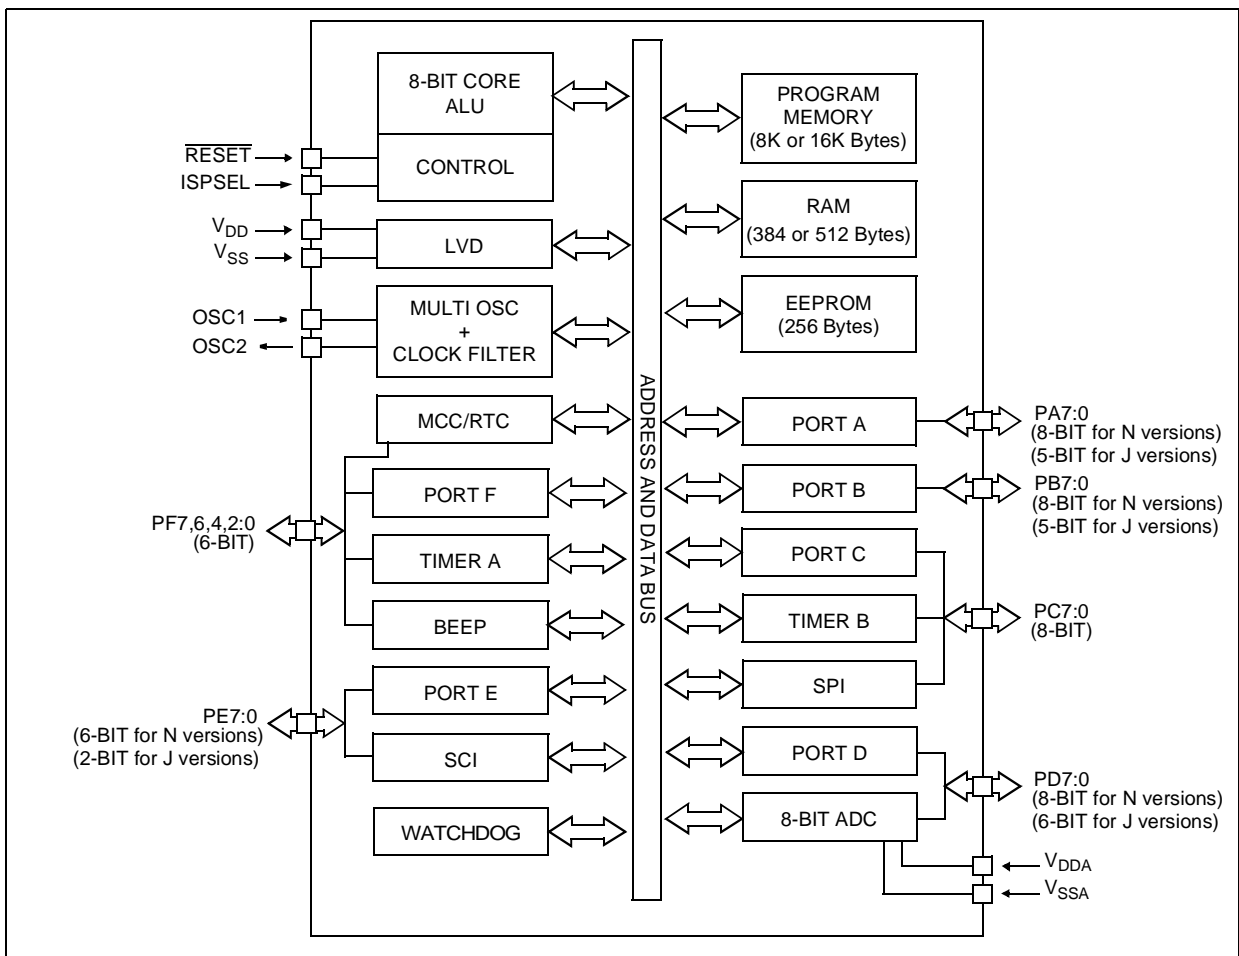 8-BIT CORE
ALU
CONTROL
RESET
ISPSEL
VDD
VSS
LVD
OSC1
OSC2
MULTI OSC
+
CLOCK FILTER
MCC/RTC
PORT F
TIMER A
BEEP
PF7,6,4,2:0
(6-BIT)
PORT E
SCI
PE7:0
(6-BIT for N versions)
(2-BIT for J versions)
WATCHDOG
ADDRESS AND DATA BUS
PROGRAM
MEMORY
(8K or 16K Bytes)
RAM
(384 or 512 Bytes)
EEPROM
(256 Bytes)
PORT A
PA7:0
(8-BIT for N versions)
(5-BIT for J versions)
PORT B
PB7:0
(8-BIT for N versions)
(5-BIT for J versions)
PORT C
TIMER B
SPI
PC7:0
(8-BIT)
PORT D
8-BIT ADC
PD7:0
(8-BIT for N versions)
(6-BIT for J versions)
VDDA
VSSA